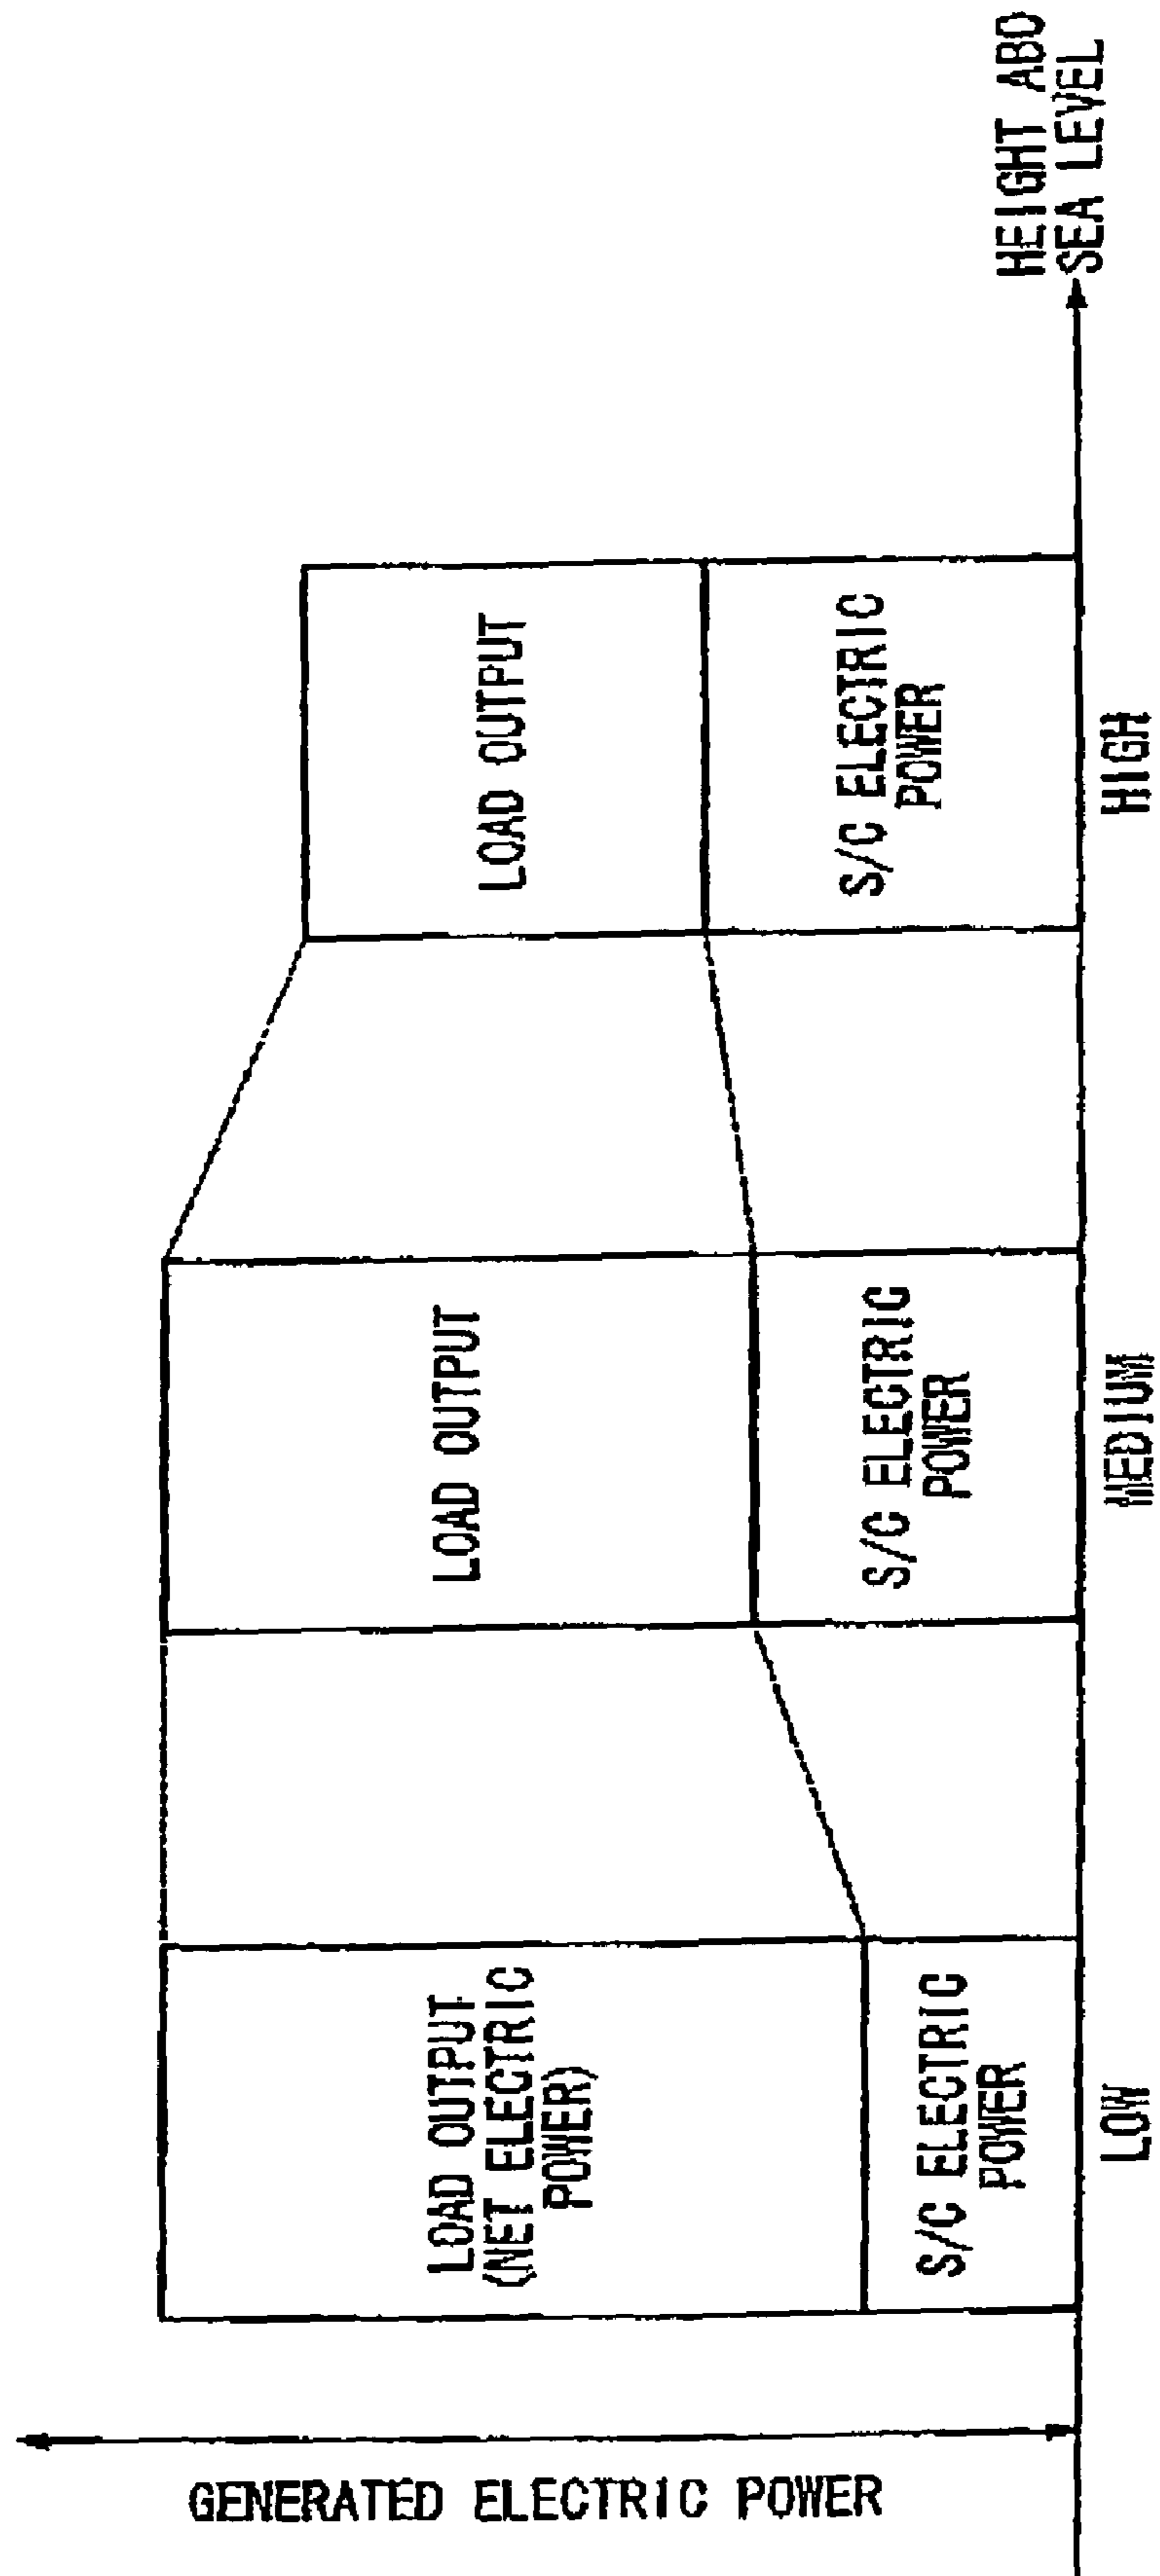 GENERATED ELECTRIC POWER
LOAD OUTPUT
(NET ELECTRIC
POWER)
S/C ELECTRIC
POWER
LOW
LOAD OUTPUT
S/C ELECTRIC
POWER
MEDIUM
LOAD OUTPUT
S/C ELECTRIC
POWER
HIGH
HEIGHT ABO
SEA LEVEL